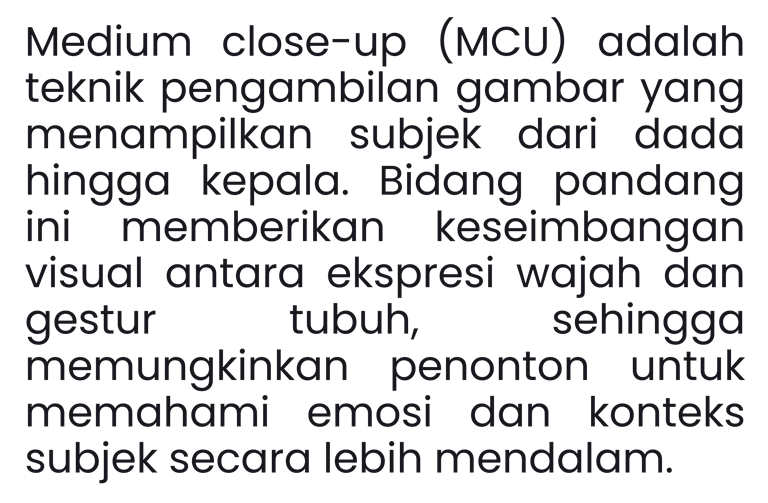 Medium close-up (MCU) adalah
teknik pengambilan gambar yang
menampilkan subjek dari dada
hingga kepala. Bidang pandang
ini memberikan keseimbangan
visual antara ekspresi wajah dan
gestur tubuh, sehingga
memungkinkan penonton untuk
memahami emosi dan konteks
subjek secara lebih mendalam.